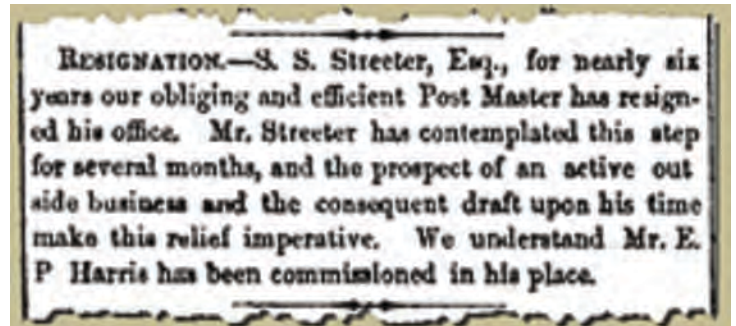 RESIGNATION.—S. S. Streeter, Esq., for nearly six
years our obliging and efficient Post Master has resign-
ed his office. Mr. Streeter has contemplated this step
for several months, and the prospect of an active out
side business and the consequent draft upon his time
make this relief imperative. We understand Mr. E.
P Harris has been commissioned in his place.